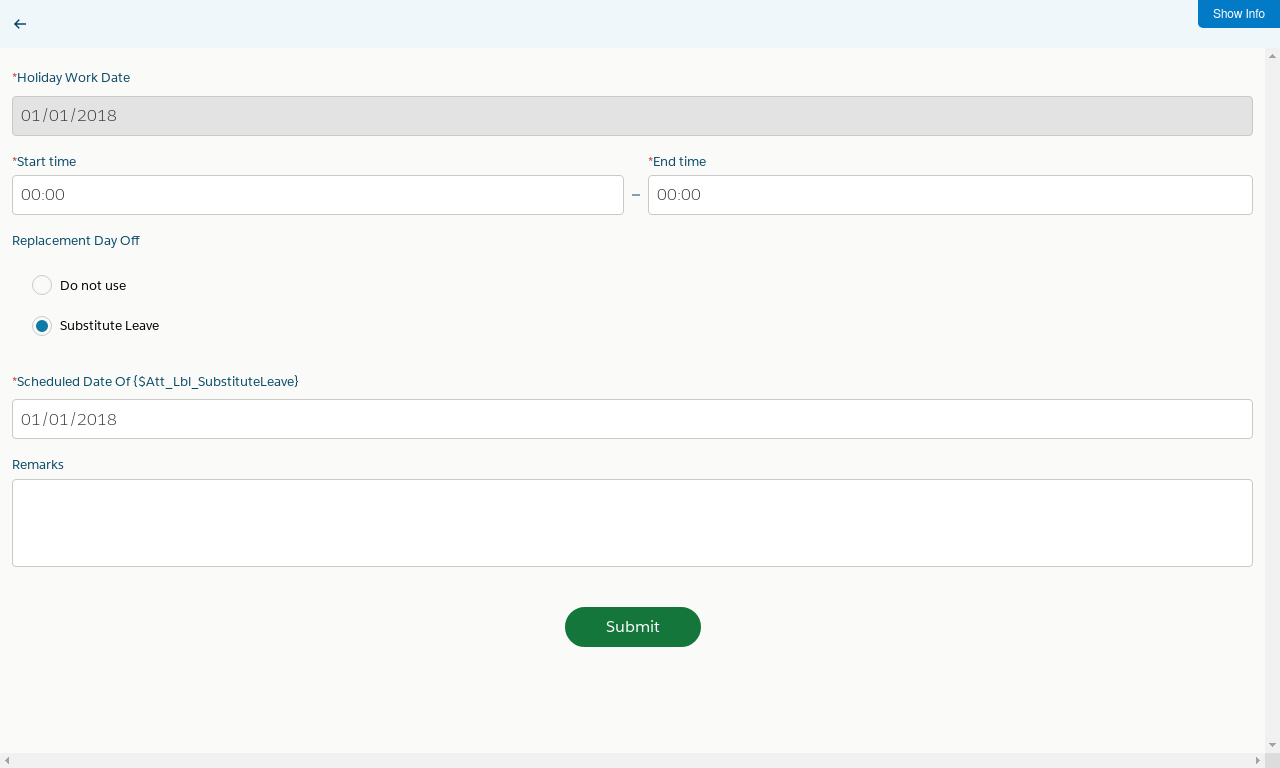 Show Info
*Holiday Work Date
01/01/2018
*Start time
*End time
00:00 – 00:00
Replacement Day Off
Do not use
Substitute Leave
*Scheduled Date Of {$Att_Lbl_SubstituteLeave}
01/01/2018
Remarks
Submit